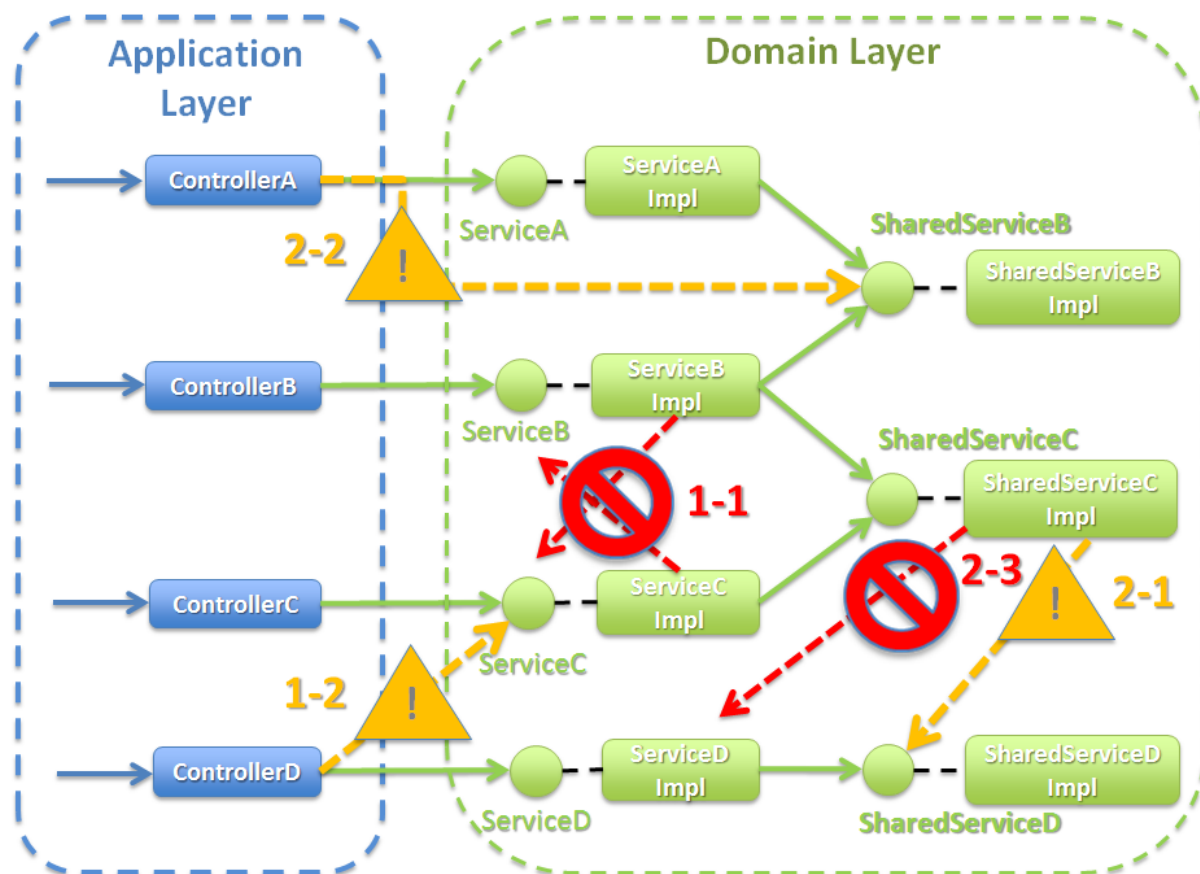 Application
Layer
Domain Layer
ControllerA
ServiceA
Impl
ServiceA
SharedServiceB
2-2
!
SharedServiceB
Impl
ControllerB
ServiceB
Impl
ServiceB
SharedServiceC
SharedServiceC
Impl
1-1
2-3
2-1
!
ControllerC
ServiceC
Impl
ServiceC
1-2
!
ControllerD
ServiceD
Impl
SharedServiceD
Impl
ServiceD
SharedServiceD